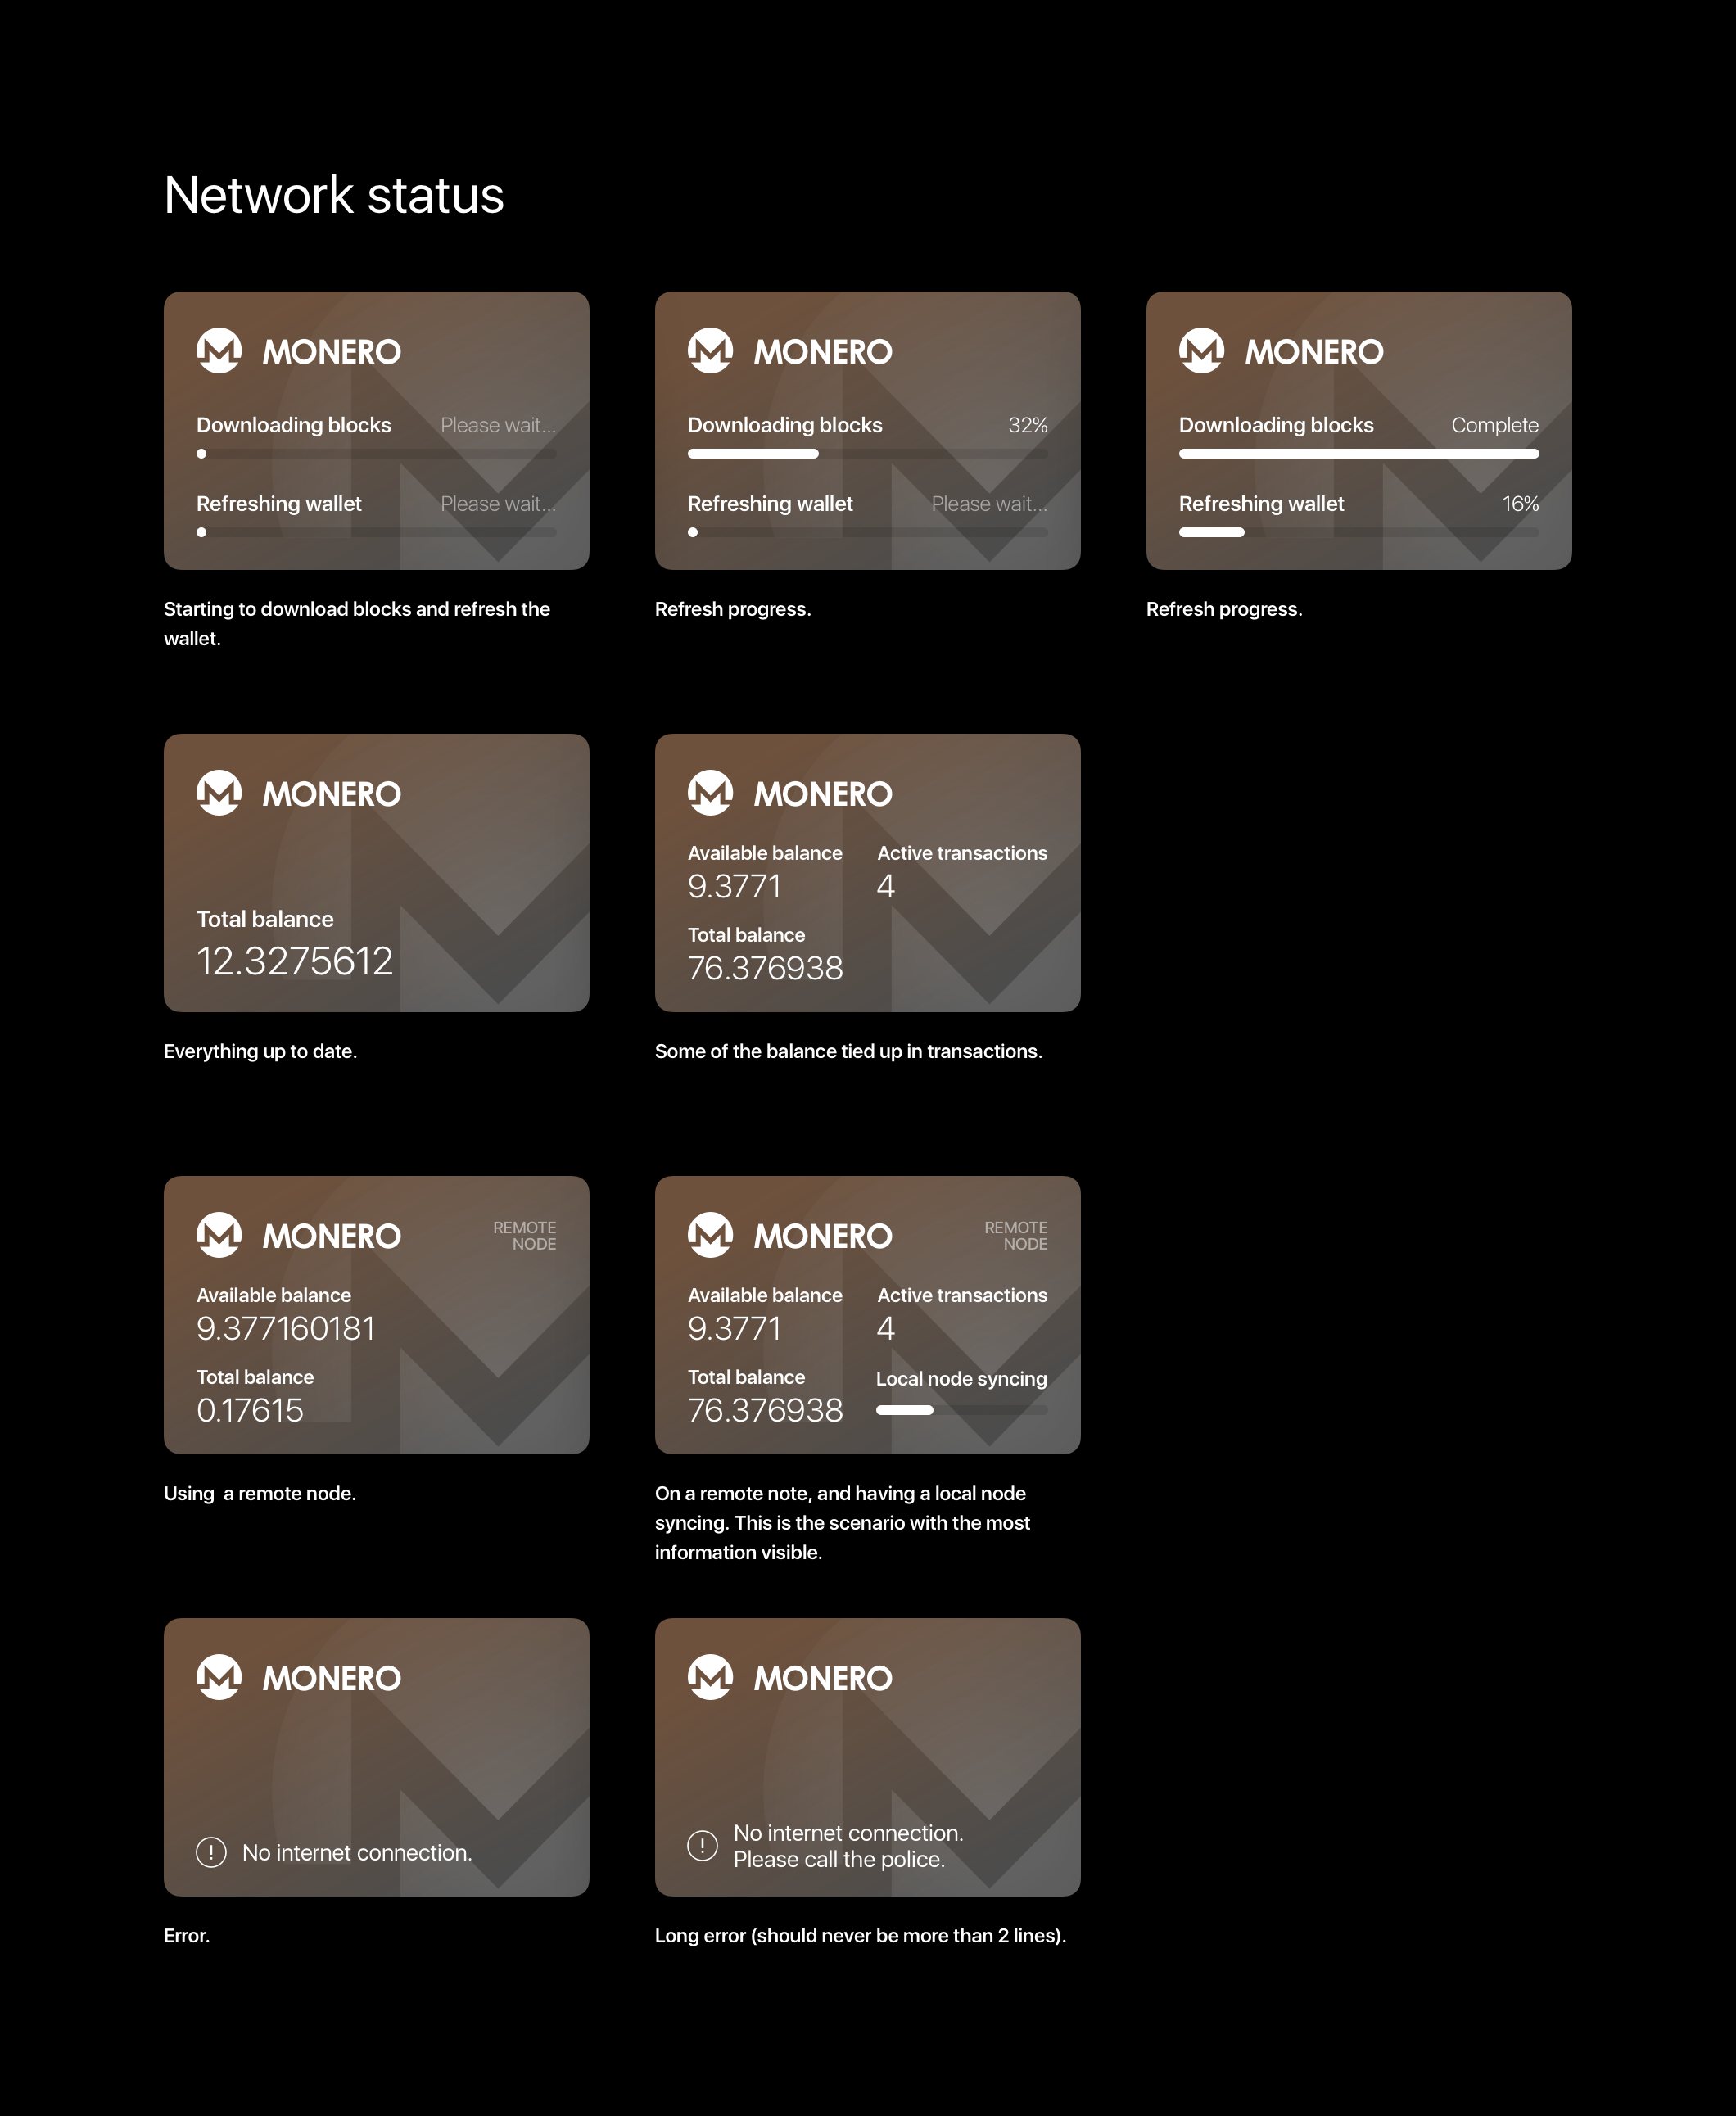 Network status
MONERO
Downloading blocks Please wait...
Refreshing wallet Please wait...
Starting to download blocks and refresh the
wallet.
MONERO
Downloading blocks 32%
Refreshing wallet Please wait...
Refresh progress.
MONERO
Downloading blocks Complete
Refreshing wallet 16%
Refresh progress.
MONERO
Total balance
12.3275612
Everything up to date.
MONERO
Available balance Active transactions
9.3771 4
Total balance
76.376938
Some of the balance tied up in transactions.
MONERO
REMOTE
NODE
Available balance
9.377160181
Total balance
0.17615
Using  a remote node.
MONERO
REMOTE
NODE
Available balance Active transactions
9.3771 4
Total balance Local node syncing
76.376938
On a remote note, and having a local node
syncing. This is the scenario with the most
information visible.
MONERO
No internet connection.
Error.
MONERO
No internet connection.
Please call the police.
Long error (should never be more than 2 lines).